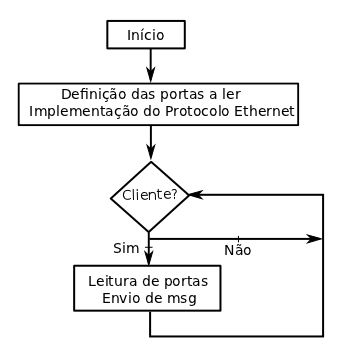 Início
Definição das portas a ler
Implementação do Protocolo Ethernet
Cliente?
Sim
Não
Leitura de portas
Envio de msg